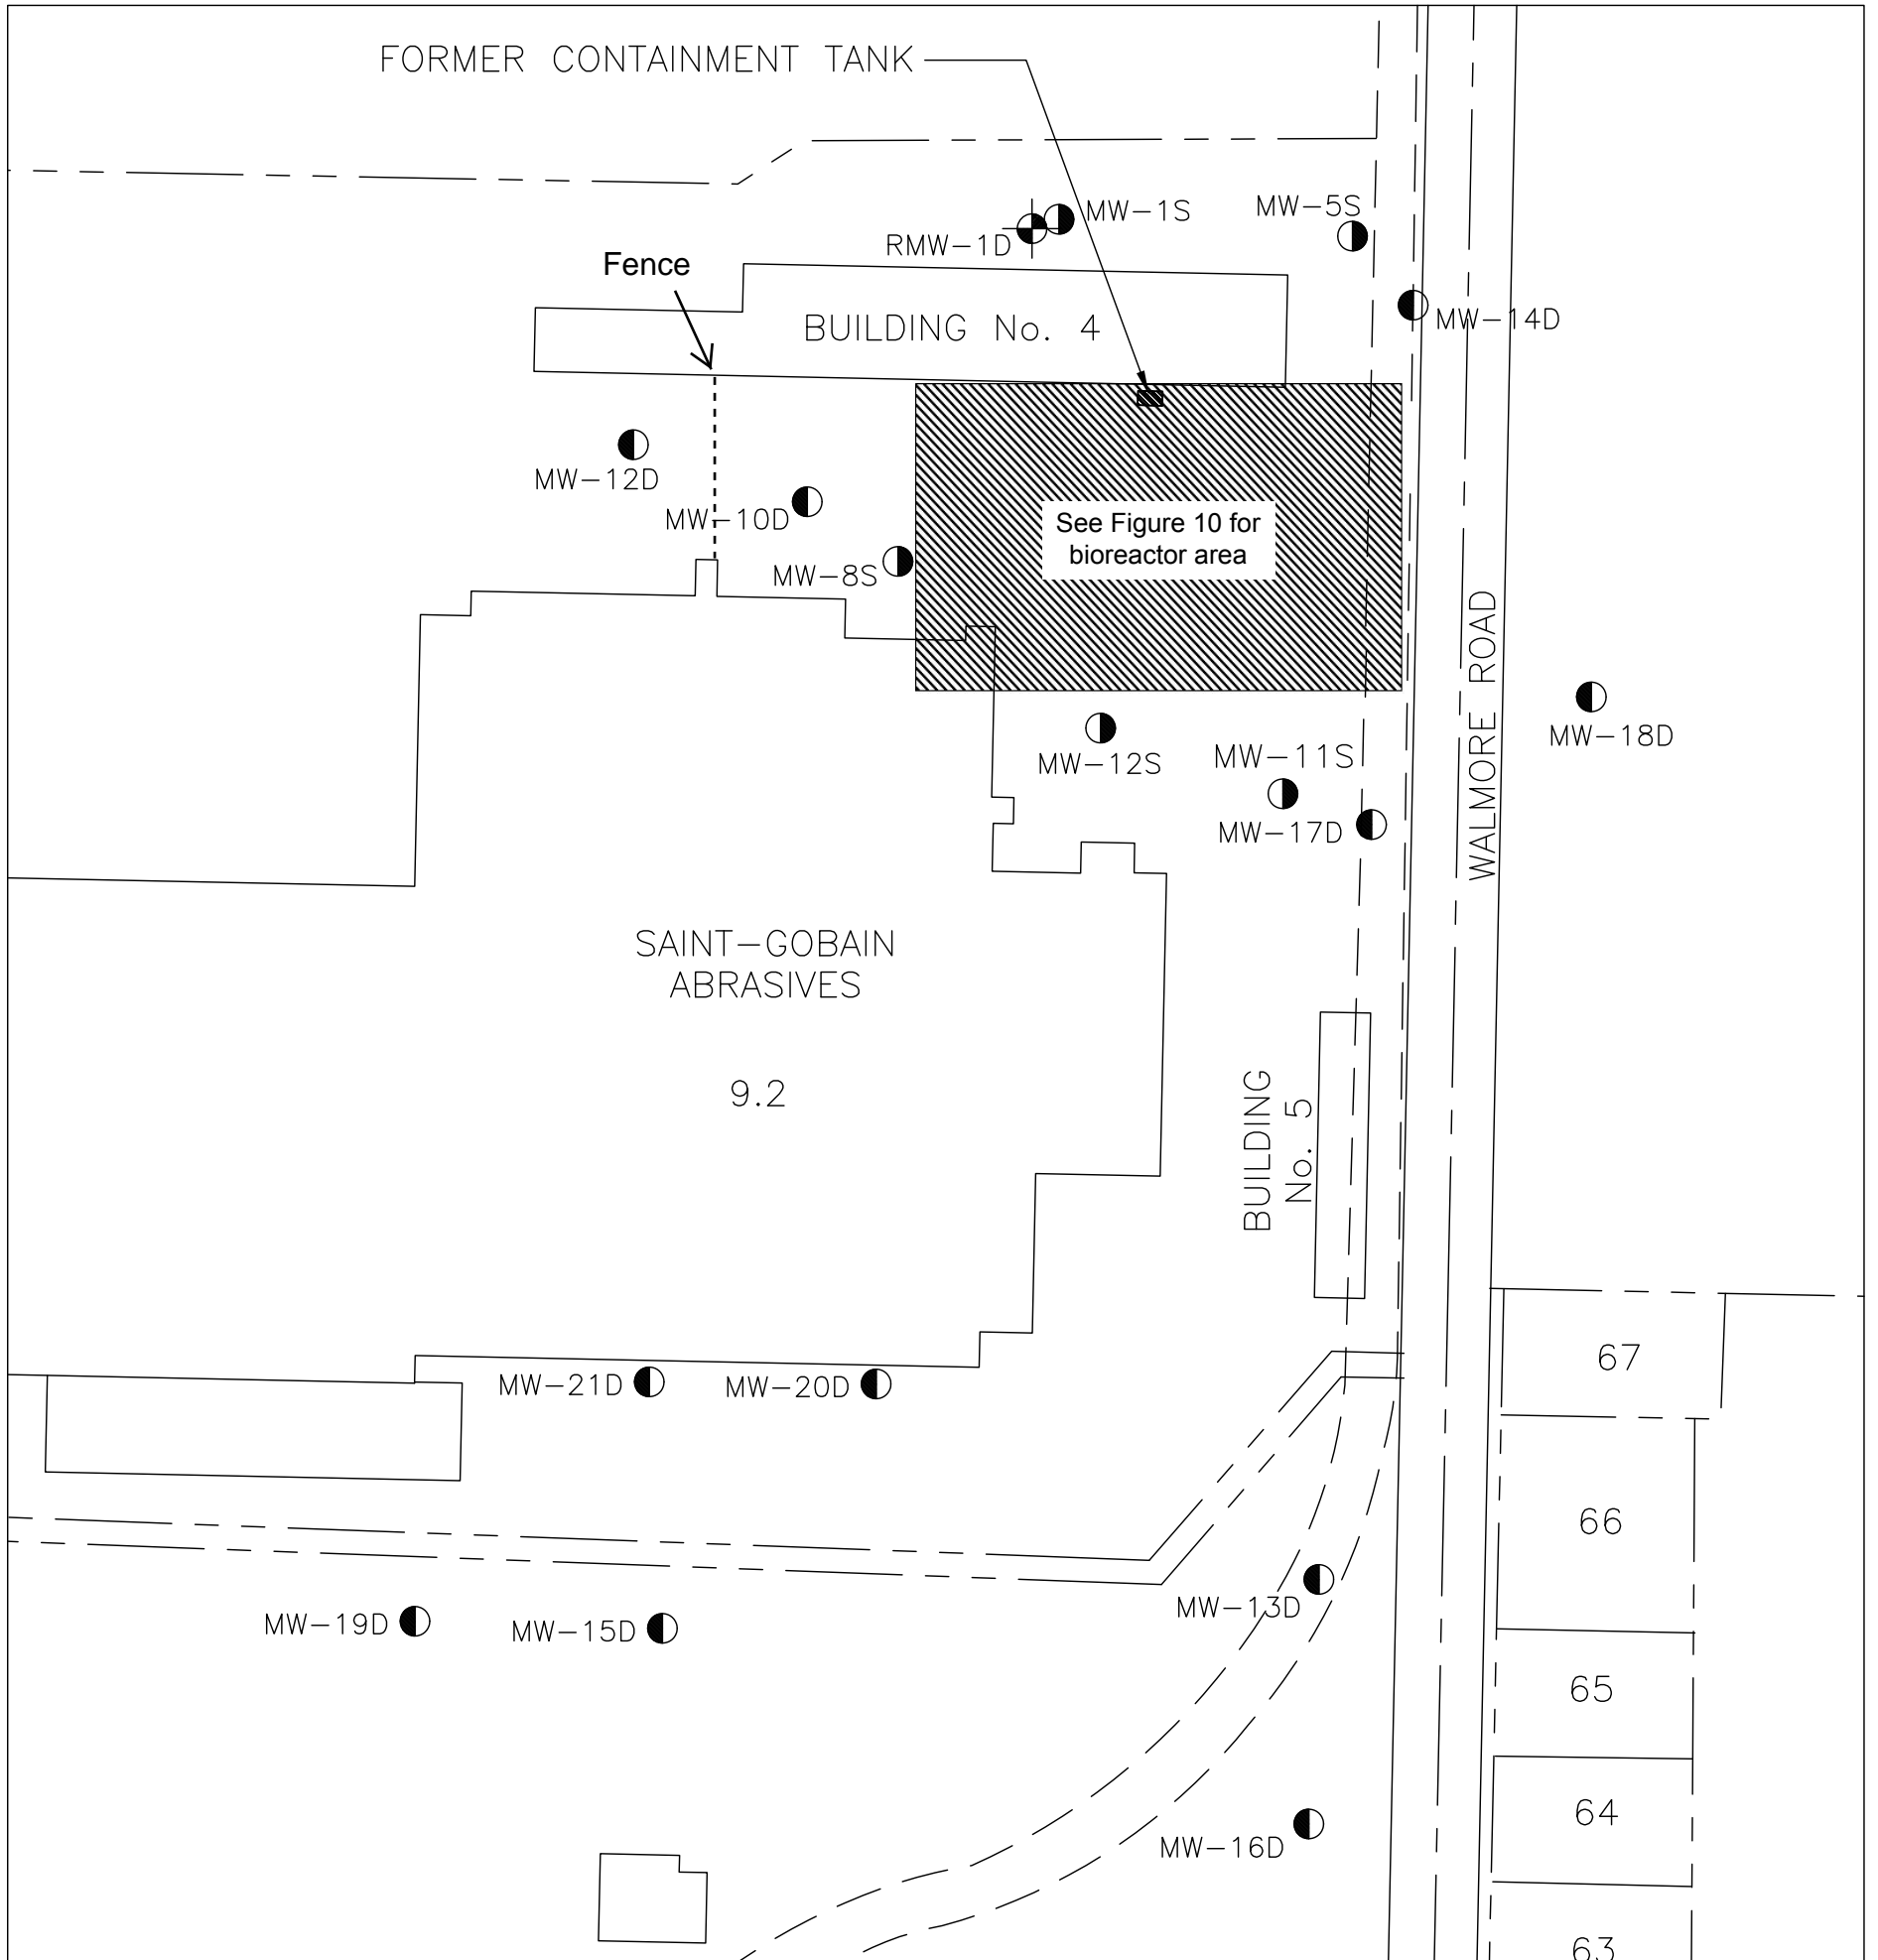 FORMER CONTAINMENT TANK
MW-1S
MW-5S
RMW-1D
Fence
BUILDING No. 4
MW-14D
MW-12D
MW-10D
See Figure 10 for
bioreactor area
MW-8S
WALMORE ROAD
MW-18D
MW-12S
MW-11S
MW-17D
SAINT-GOBAIN
ABRASIVES
9.2
BUILDING
No. 5
67
MW-21D
MW-20D
66
MW-13D
MW-19D
MW-15D
65
64
MW-16D
63